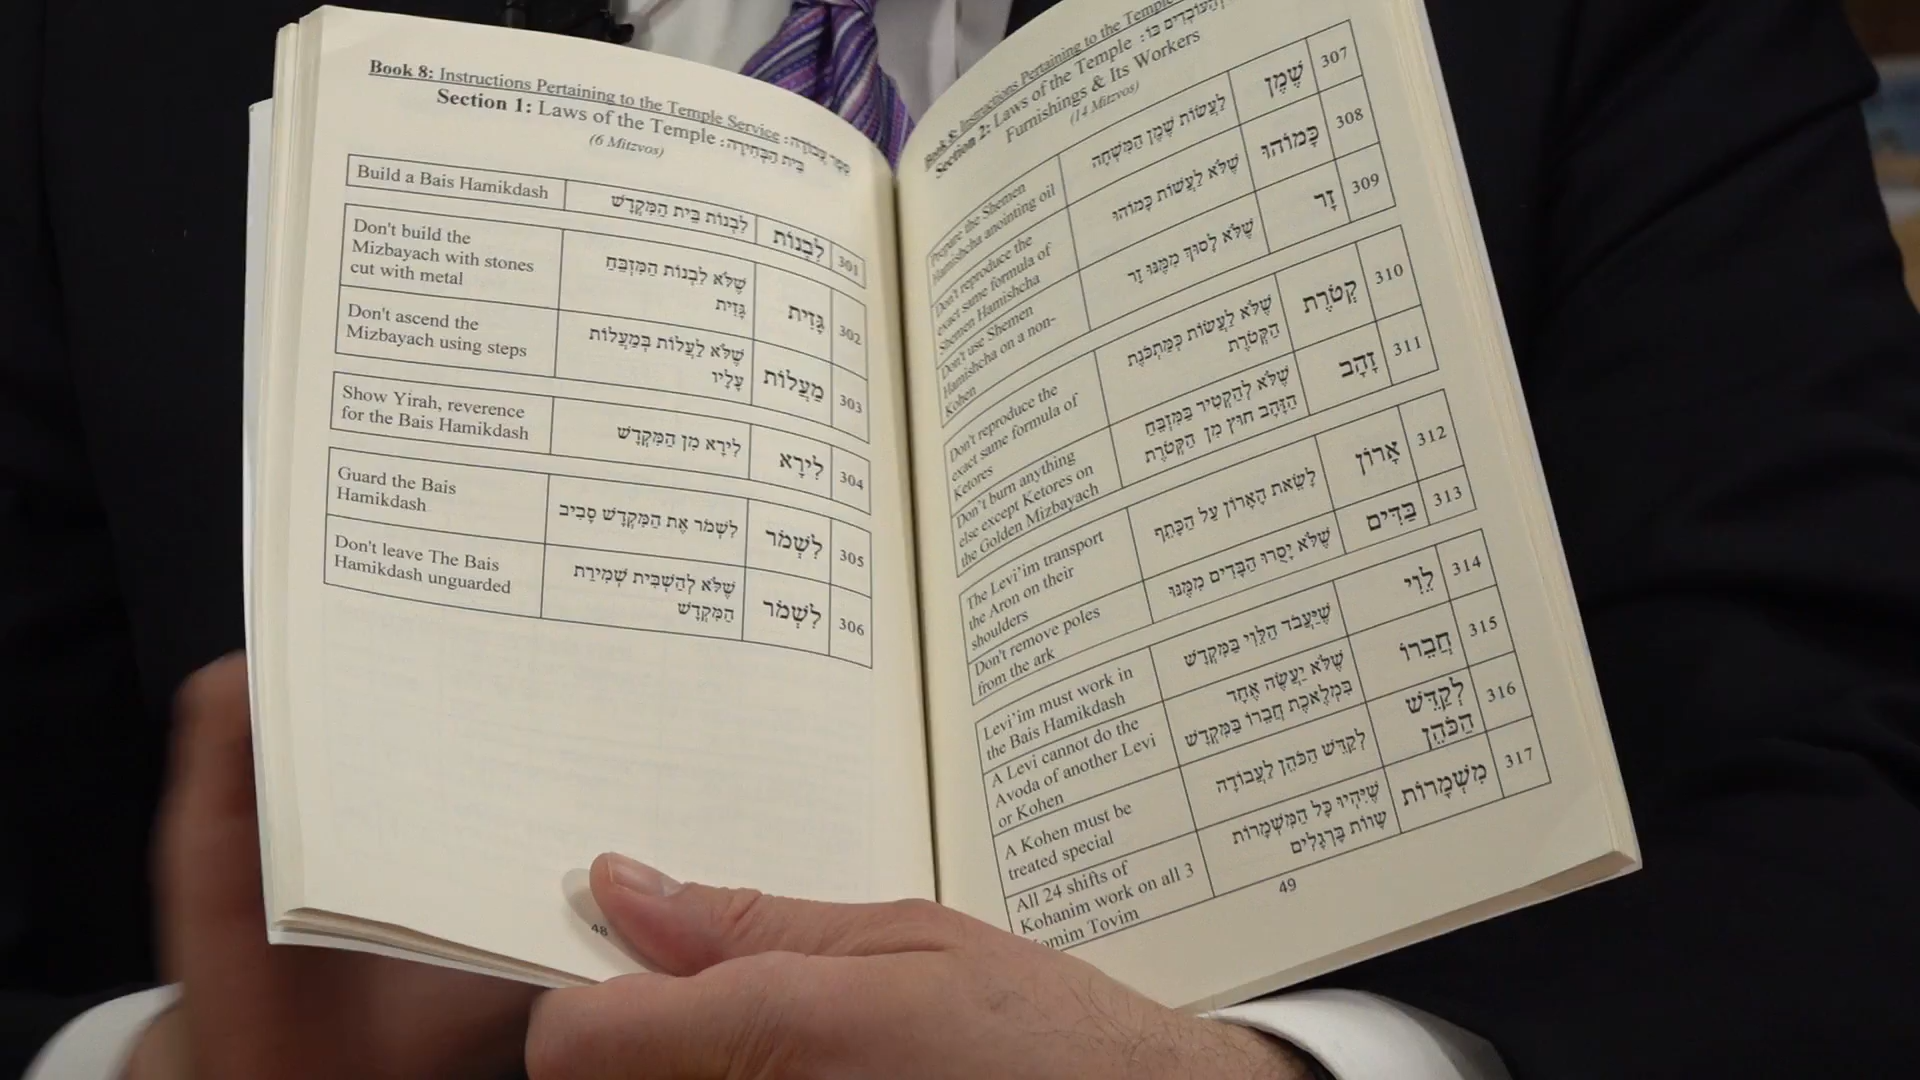 Book 8: Instructions Pertaining to the Temple Service : ספר עבודה
Section 1: Laws of the Temple : בית הבחירה
(6 Mitzvos)
Build a Bais Hamikdash
לִבְנוֹת בֵּית הַמִּקְדָּשׁ
לִבְנוֹת
301
Don't build the
Mizbayach with stones
cut with metal
שֶׁלֹּא לִבְנוֹת הַמִּזְבֵּחַ
גָּזִית
גָּזִית
302
Don't ascend the
Mizbayach using steps
שֶׁלֹּא לַעֲלוֹת בְּמַעֲלוֹת
עָלָיו
מַעֲלוֹת
303
Show Yirah, reverence
for the Bais Hamikdash
לִירָא מִן הַמִּקְדָּשׁ
לִירָא
304
Guard the Bais
Hamikdash
לִשְׁמֹר אֶת הַמִּקְדָּשׁ סָבִיב
לִשְׁמֹר
305
Don't leave The Bais
Hamikdash unguarded
שֶׁלֹּא לְהַשְׁבִּית שְׁמִירַת
הַמִּקְדָּשׁ
לִשְׁמֹר
306
48
Book 8: Instructions Pertaining to the Temple
Section 2: Laws of the Temple : והעובדים בו
Furnishings & Its Workers
(14 Mitzvos)
Prepare the Shemen
Hamishcha anointing oil
לַעֲשׂוֹת שֶׁמֶן הַמִּשְׁחָה
שֶׁמֶן
307
Don't reproduce the
exact same formula of
Shemen Hamishcha
שֶׁלֹּא לַעֲשׂוֹת כָּמוֹהוּ
כָּמוֹהוּ
308
Don't use Shemen
Hamishcha on a non-
Kohen
שֶׁלֹּא לָסוּךְ מִמֶּנּוּ זָר
זָר
309
Don't reproduce the
exact same formula of
Ketores
שֶׁלֹּא לַעֲשׂוֹת כְּמַתְכֹּנֶת
הַקְּטֹרֶת
קְטֹרֶת
310
Don't burn anything
else except Ketores on
the Golden Mizbayach
שֶׁלֹּא לְהַקְטִיר בְּמִזְבַּח
הַזָּהָב חוּץ מִן הַקְּטֹרֶת
זָהָב
311
The Levi'im transport
the Aron on their
shoulders
לָשֵׂאת הָאָרוֹן עַל הַכָּתֵף
אָרוֹן
312
Don't remove poles
from the ark
שֶׁלֹּא יָסֻרוּ הַבַּדִּים מִמֶּנּוּ
בַּדִּים
313
Levi'im must work in
the Bais Hamikdash
שֶׁיַּעֲבֹד הַלֵּוִי בַּמִּקְדָּשׁ
לֵוִי
314
A Levi cannot do the
Avoda of another Levi
or Kohen
שֶׁלֹּא יַעֲשֶׂה אֶחָד
בִּמְלֶאכֶת חֲבֵרוֹ בַּמִּקְדָּשׁ
חֲבֵרוֹ
315
A Kohen must be
treated special
לְקַדֵּשׁ הַכֹּהֵן לַעֲבוֹדָה
לְקַדֵּשׁ
הַכֹּהֵן
316
All 24 shifts of
Kohanim work on all 3
Yomim Tovim
שֶׁיִּהְיוּ כָּל הַמִּשְׁמָרוֹת
שָׁווֹת בָּרְגָלִים
מִשְׁמָרוֹת
317
49